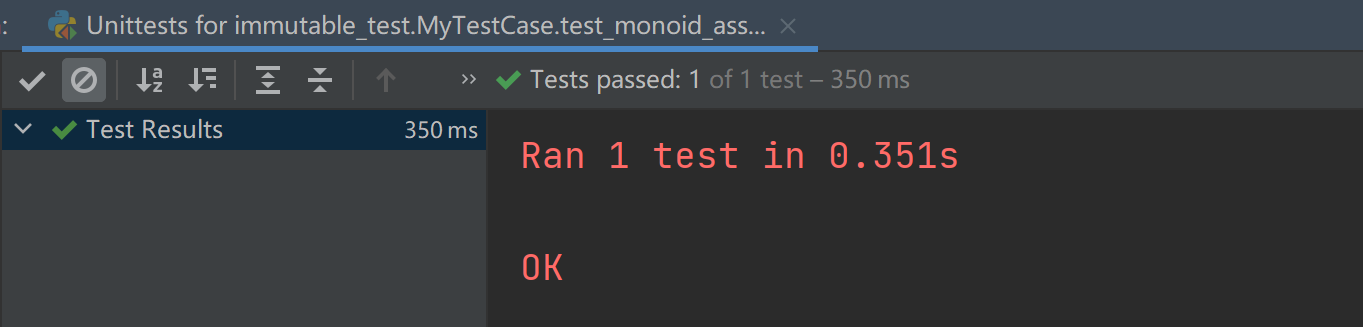 : Unittests for immutable_test.MyTestCase.test_monoid_ass...
Tests passed: 1 of 1 test – 350 ms
Test Results 350 ms
Ran 1 test in 0.351s
OK